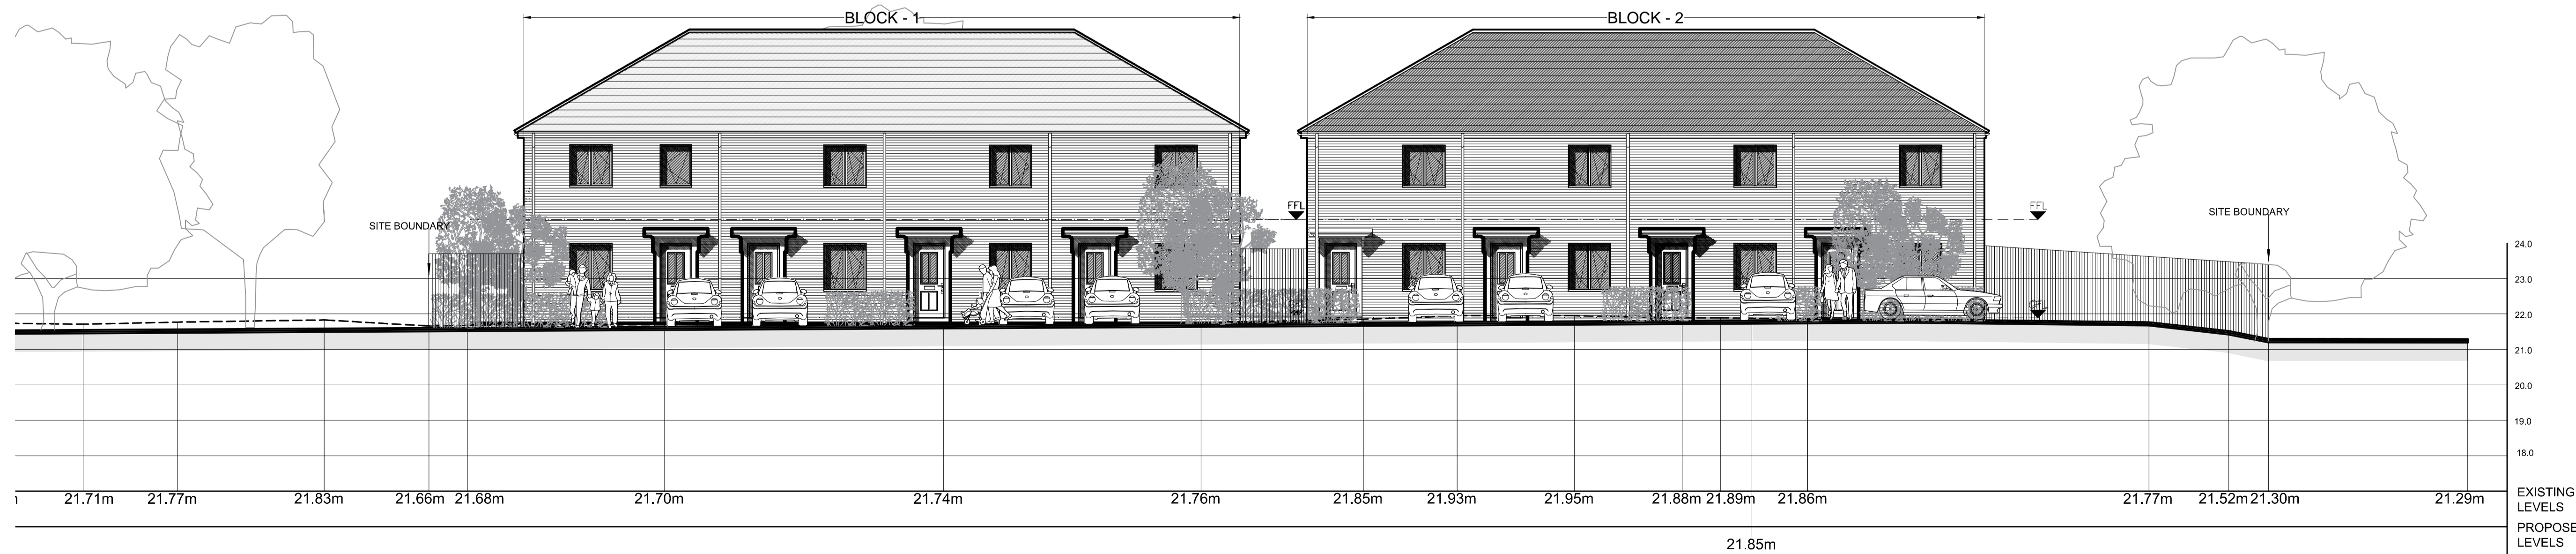 BLOCK - 1
BLOCK - 2
SITE BOUNDARY
FFL
FFL
SITE BOUNDARY
24.0
23.0
22.0
21.0
20.0
19.0
18.0
GFL
21.71m
21.77m
21.83m
21.66m
21.68m
21.70m
21.74m
21.76m
21.85m
21.93m
21.95m
21.88m
21.89m
21.86m
21.77m
21.52m
21.30m
21.29m
EXISTING
LEVELS
21.85m
PROPOSE
LEVELS